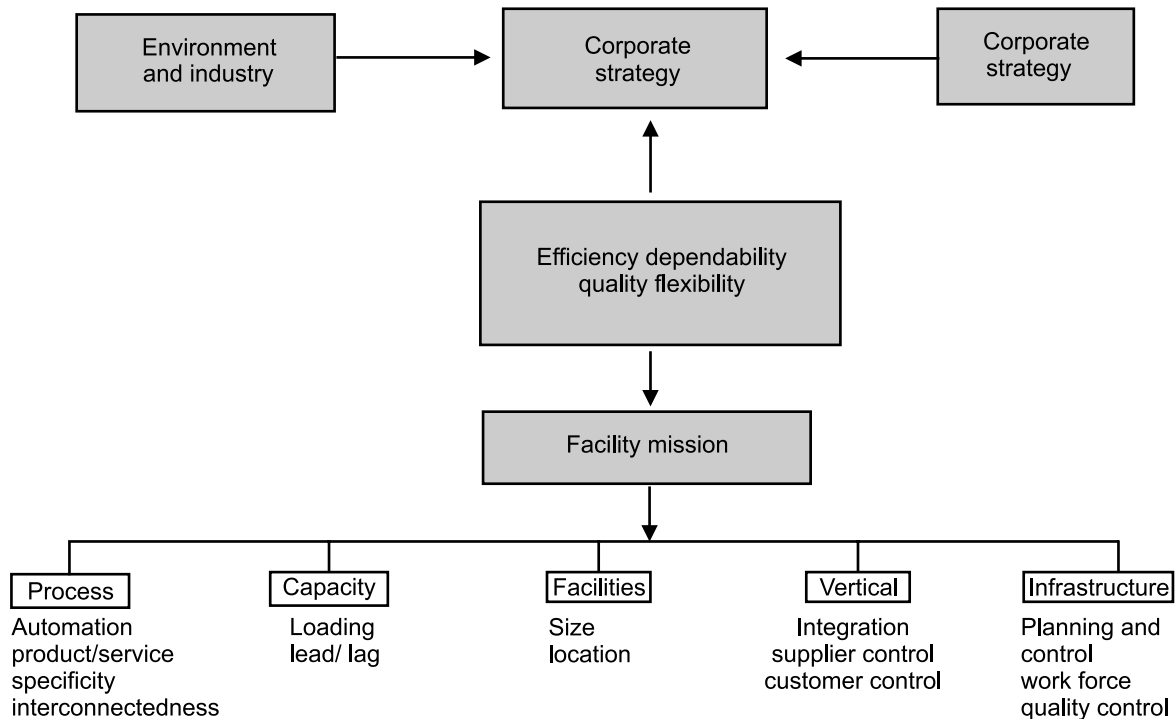 Environment
and industry
Corporate
strategy
Corporate
strategy
Efficiency dependability
quality flexibility
Facility mission
Process
Automation
product/service
specificity
interconnectedness
Capacity
Loading
lead/ lag
Facilities
Size
location
Vertical
Integration
supplier control
customer control
Infrastructure
Planning and
control
work force
quality control